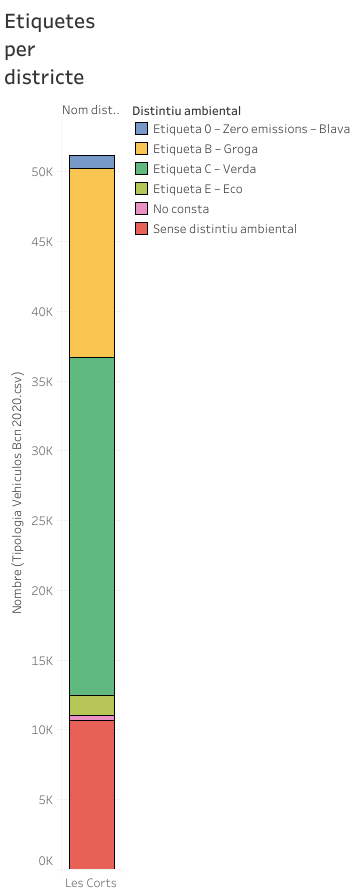 Etiquetes
per
districte
Nom dist..
Distintiu ambiental
Etiqueta 0 – Zero emissions – Blava
Etiqueta B – Groga
Etiqueta C – Verda
Etiqueta E – Eco
No consta
Sense distintiu ambiental
50K
45K
40K
35K
30K
25K
20K
15K
10K
5K
0K
Nombre (Tipologia Vehiculos Bcn 2020.csv)
Les Corts